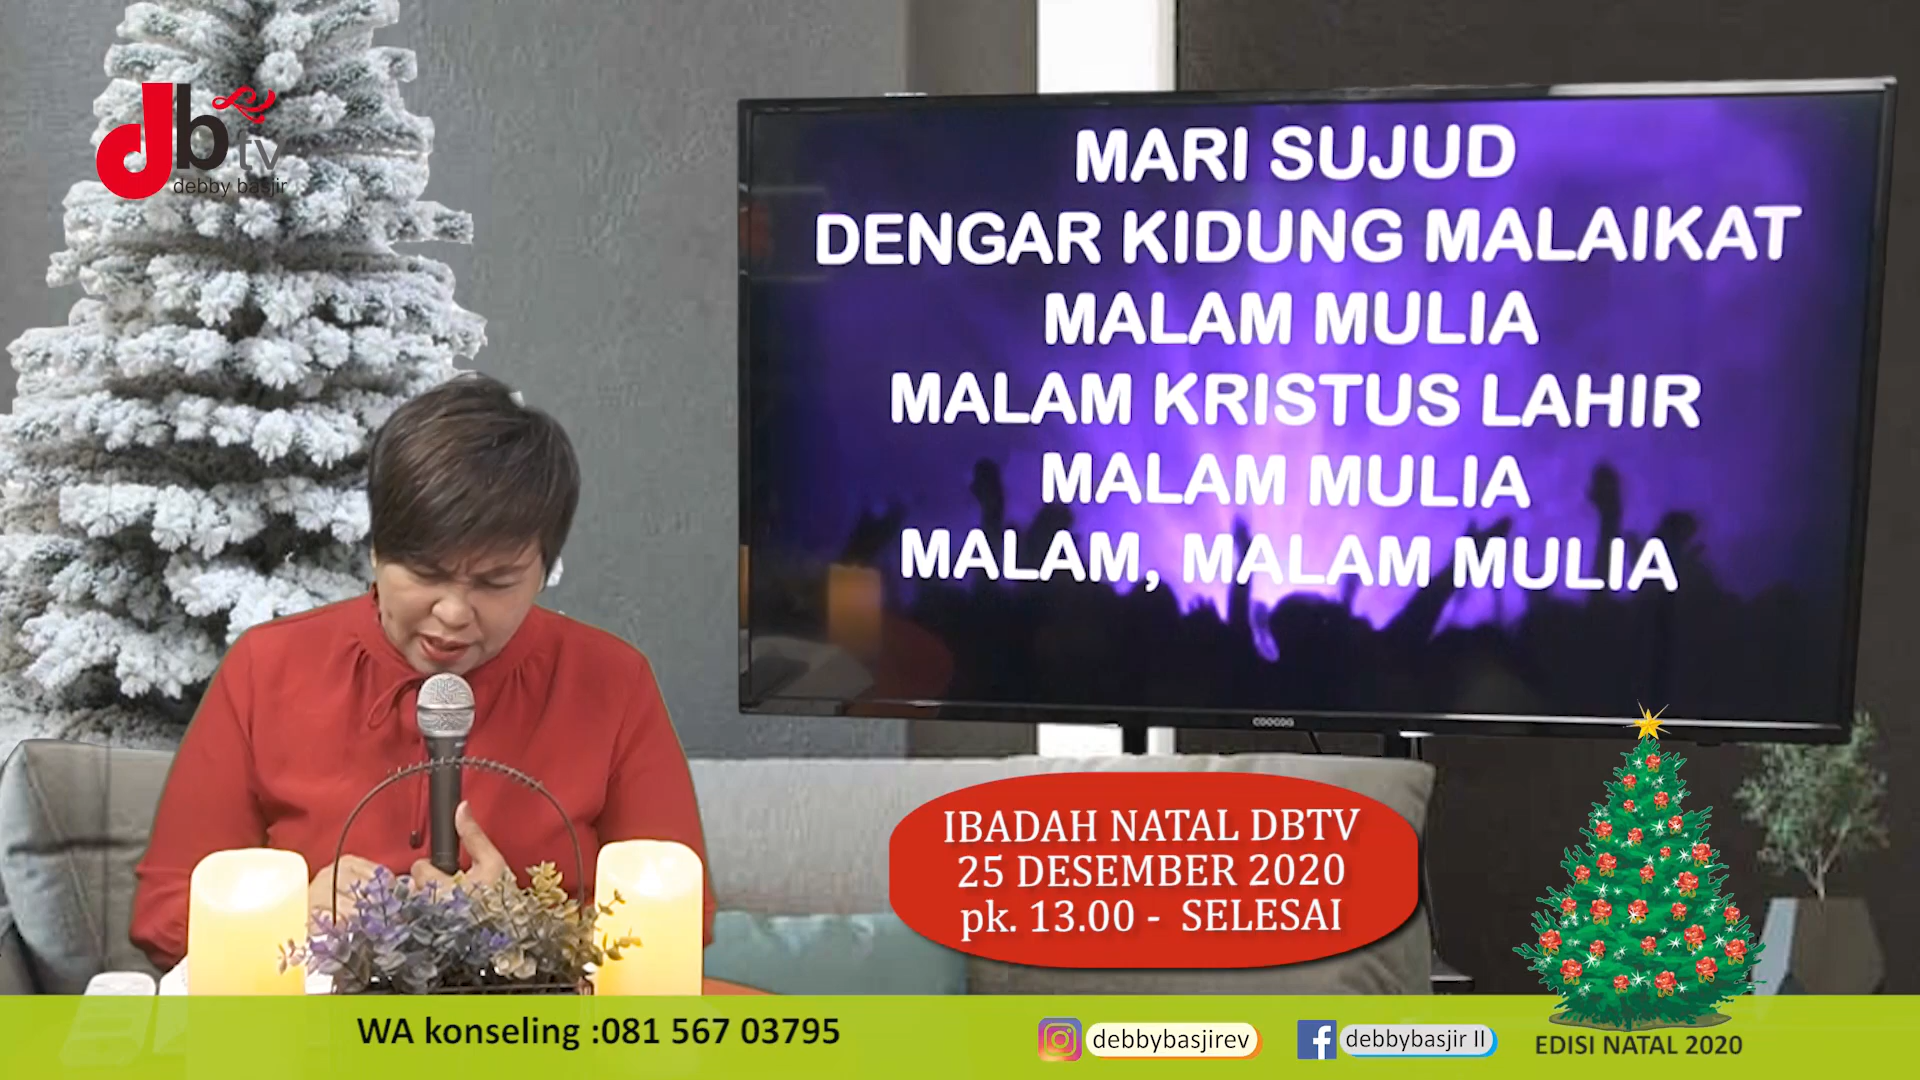 db tv
debby basjir
MARI SUJUD
DENGAR KIDUNG MALAIKAT
MALAM MULIA
MALAM KRISTUS LAHIR
MALAM MULIA
MALAM, MALAM MULIA
IBADAH NATAL DBTV
25 DESEMBER 2020
pk. 13.00 - SELESAI
WA konseling :081 567 03795
debbybasjirev
debbybasjir II
EDISI NATAL 2020